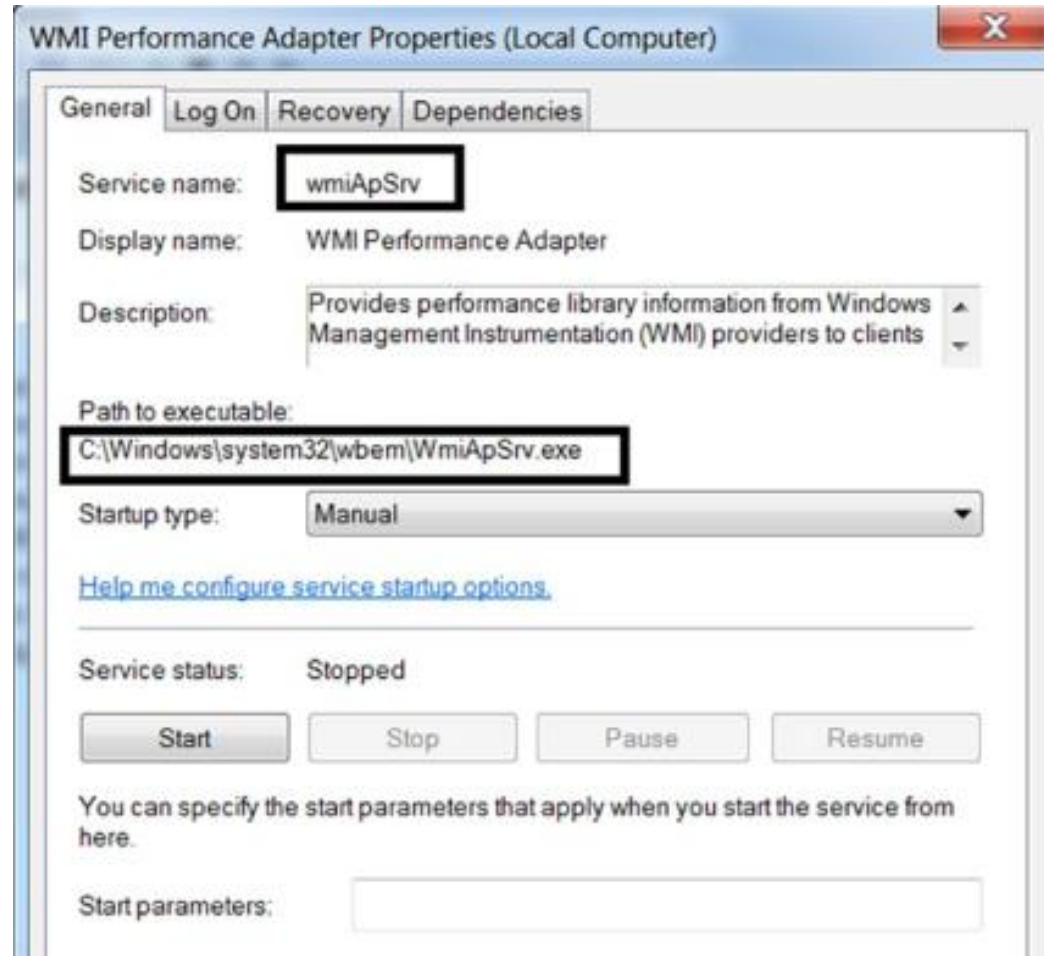 WMI Performance Adapter Properties (Local Computer)
General Log On Recovery Dependencies
Service name: wmiApSrv
Display name: WMI Performance Adapter
Description: Provides performance library information from Windows
Management Instrumentation (WMI) providers to clients
Path to executable:
C:\Windows\system32\wbem\WmiApSrv.exe
Startup type: Manual
Help me configure service startup options.
Service status: Stopped
Start Stop Pause Resume
You can specify the start parameters that apply when you start the service from
here.
Start parameters: